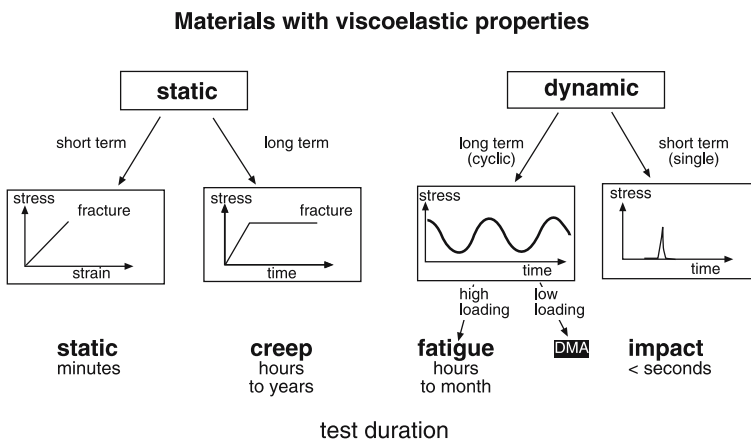 Materials with viscoelastic properties
static
dynamic
short term
long term
long term
(cyclic)
short term
(single)
stress
fracture
strain
stress
fracture
time
stress
time
stress
time
high
loading
low
loading
static
minutes
creep
hours
to years
fatigue
hours
to month
DMA
impact
< seconds
test duration